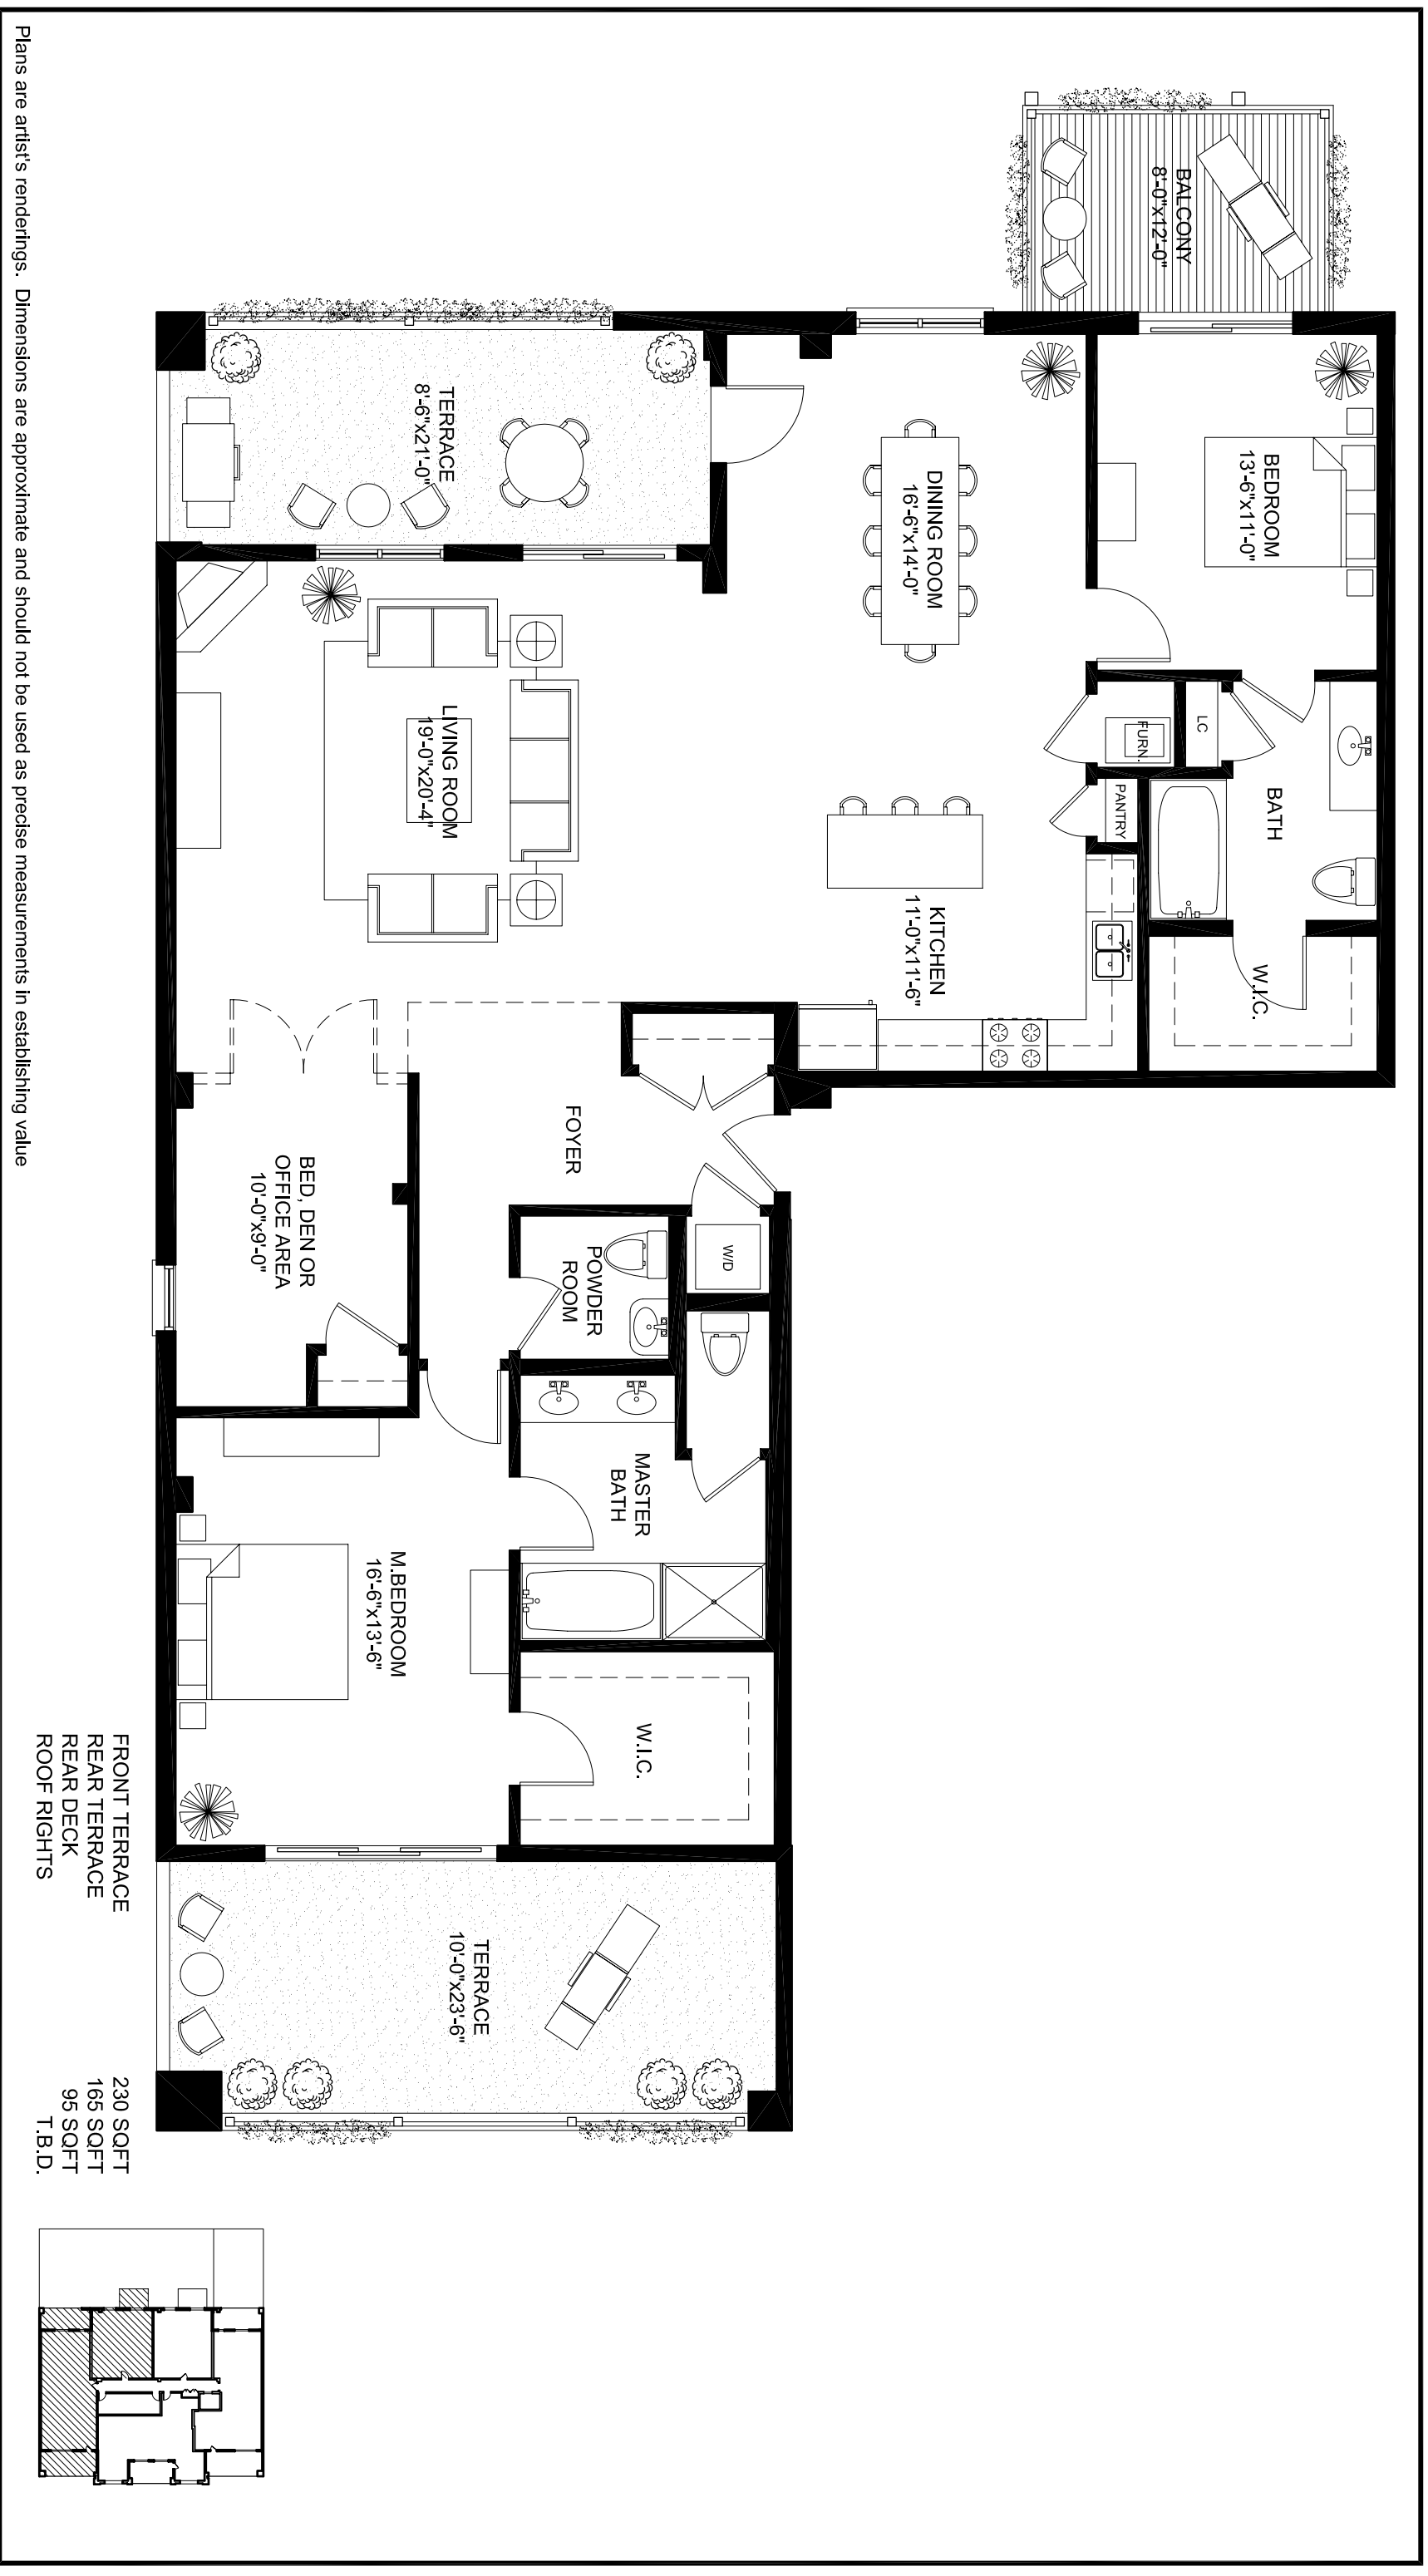 BALCONY
8'-0"x12'-0"
BEDROOM
13'-6"x11'-0"
TERRACE
8'-6"x21'-0"
DINING ROOM
16'-6"x14'-0"
LC
FURN.
BATH
PANTRY
LIVING ROOM
19'-0"x20'-4"
KITCHEN
11'-0"x11'-6"
W.I.C.
FOYER
BED, DEN OR
OFFICE AREA
10'-0"x9'-0"
W/D
POWDER
ROOM
MASTER
BATH
M.BEDROOM
16'-6"x13'-6"
W.I.C.
TERRACE
10'-0"x23'-6"
FRONT TERRACE 230 SQFT
REAR TERRACE 165 SQFT
REAR DECK 95 SQFT
ROOF RIGHTS T.B.D.
Plans are artist's renderings. Dimensions are approximate and should not be used as precise measurements in establishing value